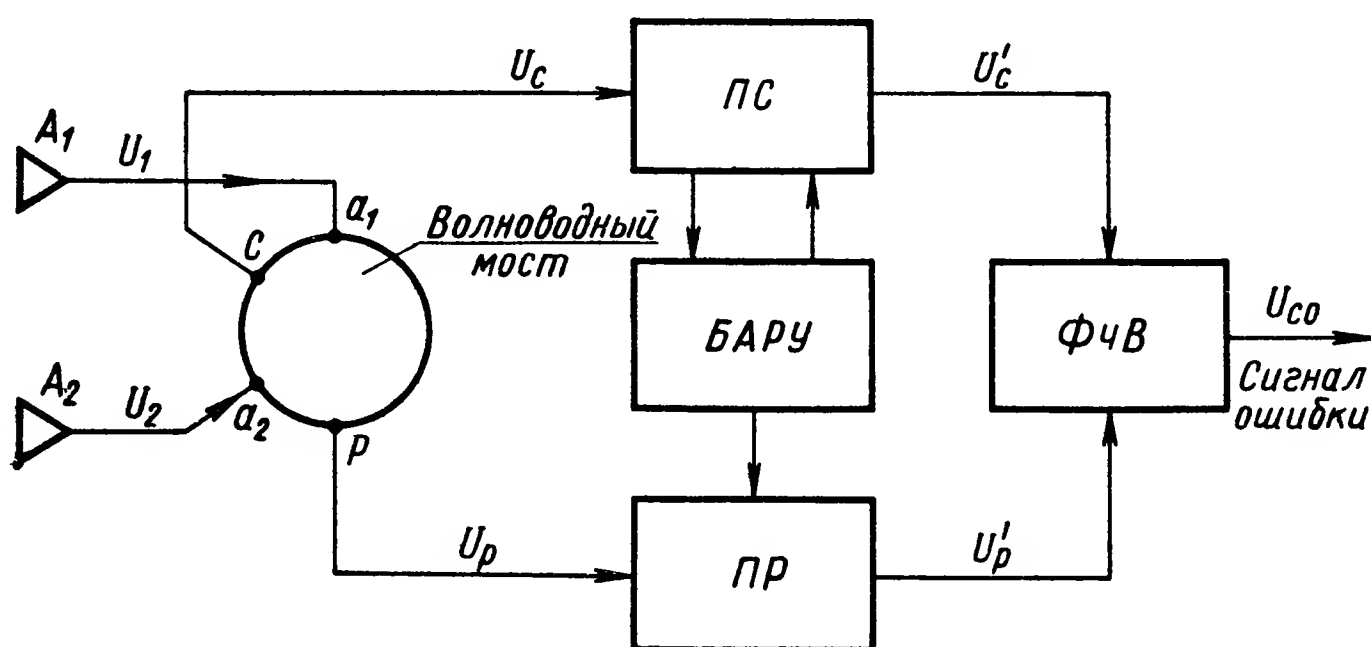 U_c
ПС
U'_c
A_1
U_1
a_1
Волноводный
мост
c
БАРУ
ФчВ
U_co
Сигнал
ошибки
A_2
U_2
a_2
p
U_p
ПР
U'_p